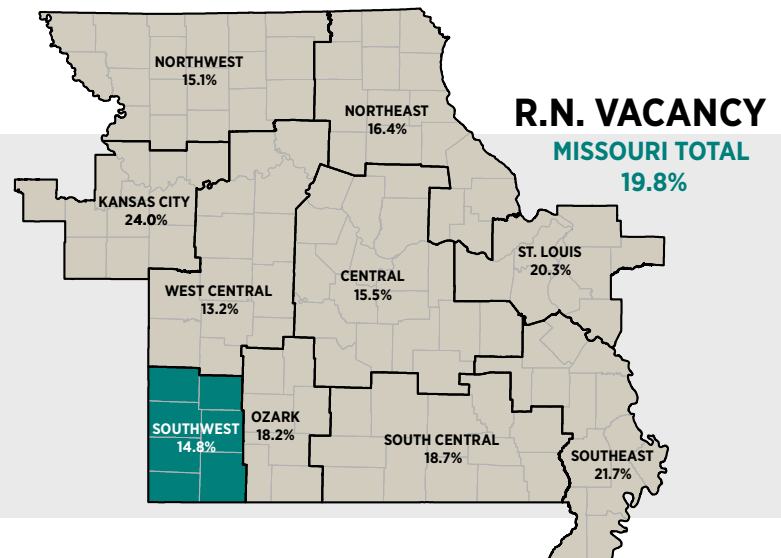 NORTHWEST
15.1%
NORTHEAST
16.4%
R.N. VACANCY
MISSOURI TOTAL
19.8%
KANSAS CITY
24.0%
ST. LOUIS
20.3%
WEST CENTRAL
13.2%
CENTRAL
15.5%
SOUTHWEST
14.8%
OZARK
18.2%
SOUTH CENTRAL
18.7%
SOUTHEAST
21.7%